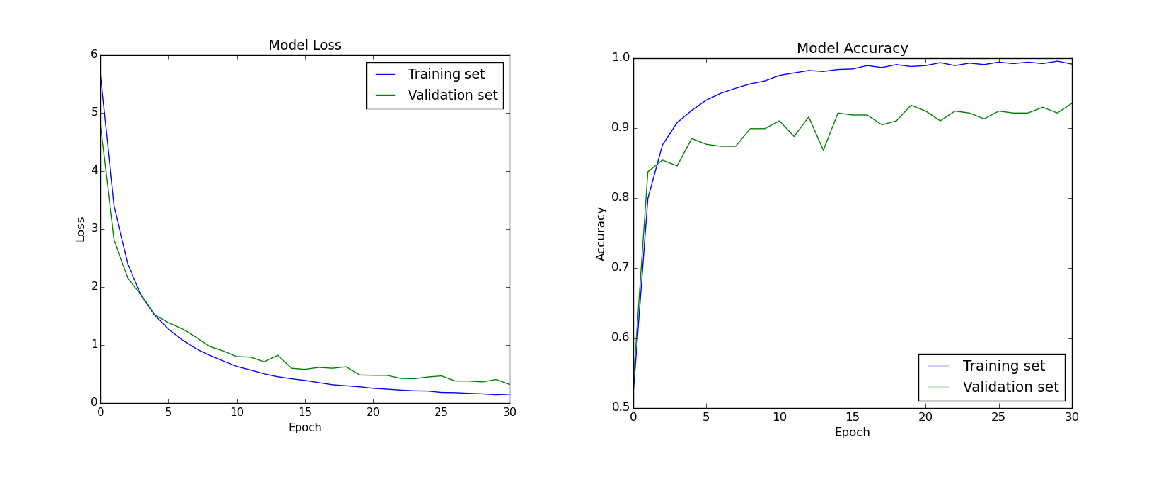 Model Loss
6
5
4
3
2
1
0
Loss
0 5 10 15 20 25 30
Epoch
Training set
Validation set
Model Accuracy
1.0
0.9
0.8
0.7
0.6
0.5
Accuracy
0 5 10 15 20 25 30
Epoch
Training set
Validation set